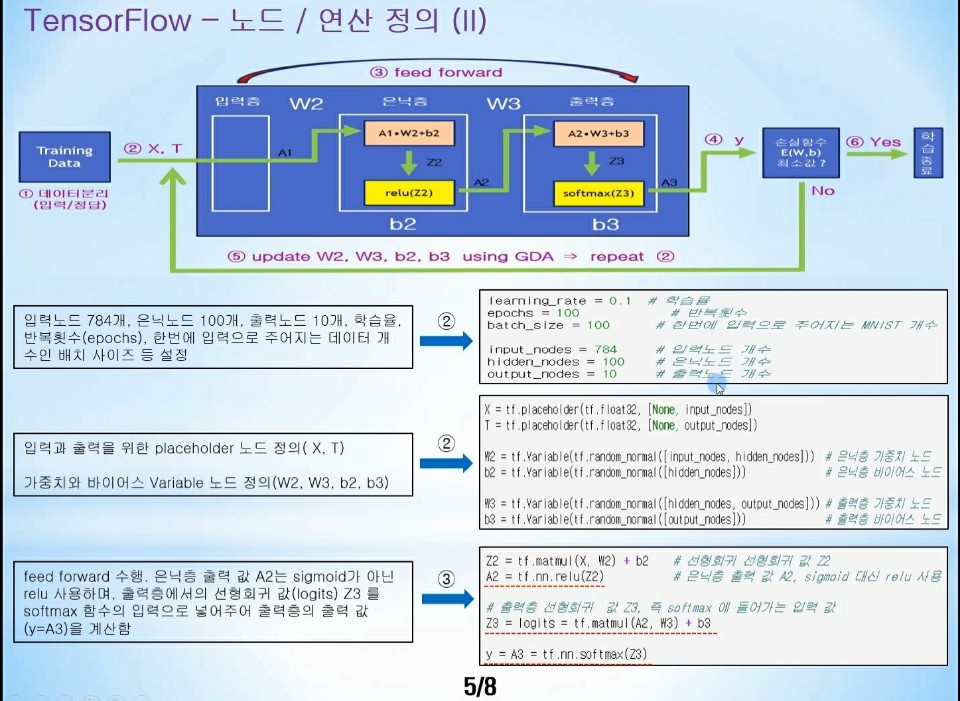 TensorFlow – 노드 / 연산 정의 (II)
③ feed forward
입력층 W2 은닉층 W3 출력층
Training
Data
② X, T
A1
A1•W2+b2
Z2
relu(Z2)
A2
A2•W3+b3
Z3
softmax(Z3)
A3
④ y
손실함수
E(W,b)
최소값 ?
⑥ Yes
학
습
종
료
① 데이터분리
(입력/정답)
b2
b3
No
⑤ update W2, W3, b2, b3 using GDA ⇒ repeat ②
입력노드 784개, 은닉노드 100개, 출력노드 10개, 학습율,
반복횟수(epochs), 한번에 입력으로 주어지는 데이터 개
수인 배치 사이즈 등 설정
②
learning_rate = 0.1 # 학습율
epochs = 100 # 반복횟수
batch_size = 100 # 한번에 입력으로 주어지는 MNIST 개수
input_nodes = 784 # 입력노드 개수
hidden_nodes = 100 # 은닉노드 개수
output_nodes = 10 # 출력노드 개수
입력과 출력을 위한 placeholder 노드 정의( X, T)
가중치와 바이어스 Variable 노드 정의(W2, W3, b2, b3)
②
X = tf.placeholder(tf.float32, [None, input_nodes])
T = tf.placeholder(tf.float32, [None, output_nodes])
W2 = tf.Variable(tf.random_normal([input_nodes, hidden_nodes])) # 은닉층 가중치 노드
b2 = tf.Variable(tf.random_normal([hidden_nodes])) # 은닉층 바이어스 노드
W3 = tf.Variable(tf.random_normal([hidden_nodes, output_nodes])) # 출력층 가중치 노드
b3 = tf.Variable(tf.random_normal([output_nodes])) # 출력층 바이어스 노드
feed forward 수행. 은닉층 출력 값 A2는 sigmoid가 아닌
relu 사용하며, 출력층에서의 선형회귀 값(logits) Z3 를
softmax 함수의 입력으로 넣어주어 출력층의 출력 값
(y=A3)을 계산함
③
Z2 = tf.matmul(X, W2) + b2 # 선형회귀 선형회귀 값 Z2
A2 = tf.nn.relu(Z2) # 은닉층 출력 값 A2, sigmoid 대신 relu 사용
# 출력층 선형회귀 값 Z3, 즉 softmax 에 들어가는 입력 값
Z3 = logits = tf.matmul(A2, W3) + b3
y = A3 = tf.nn.softmax(Z3)
5/8